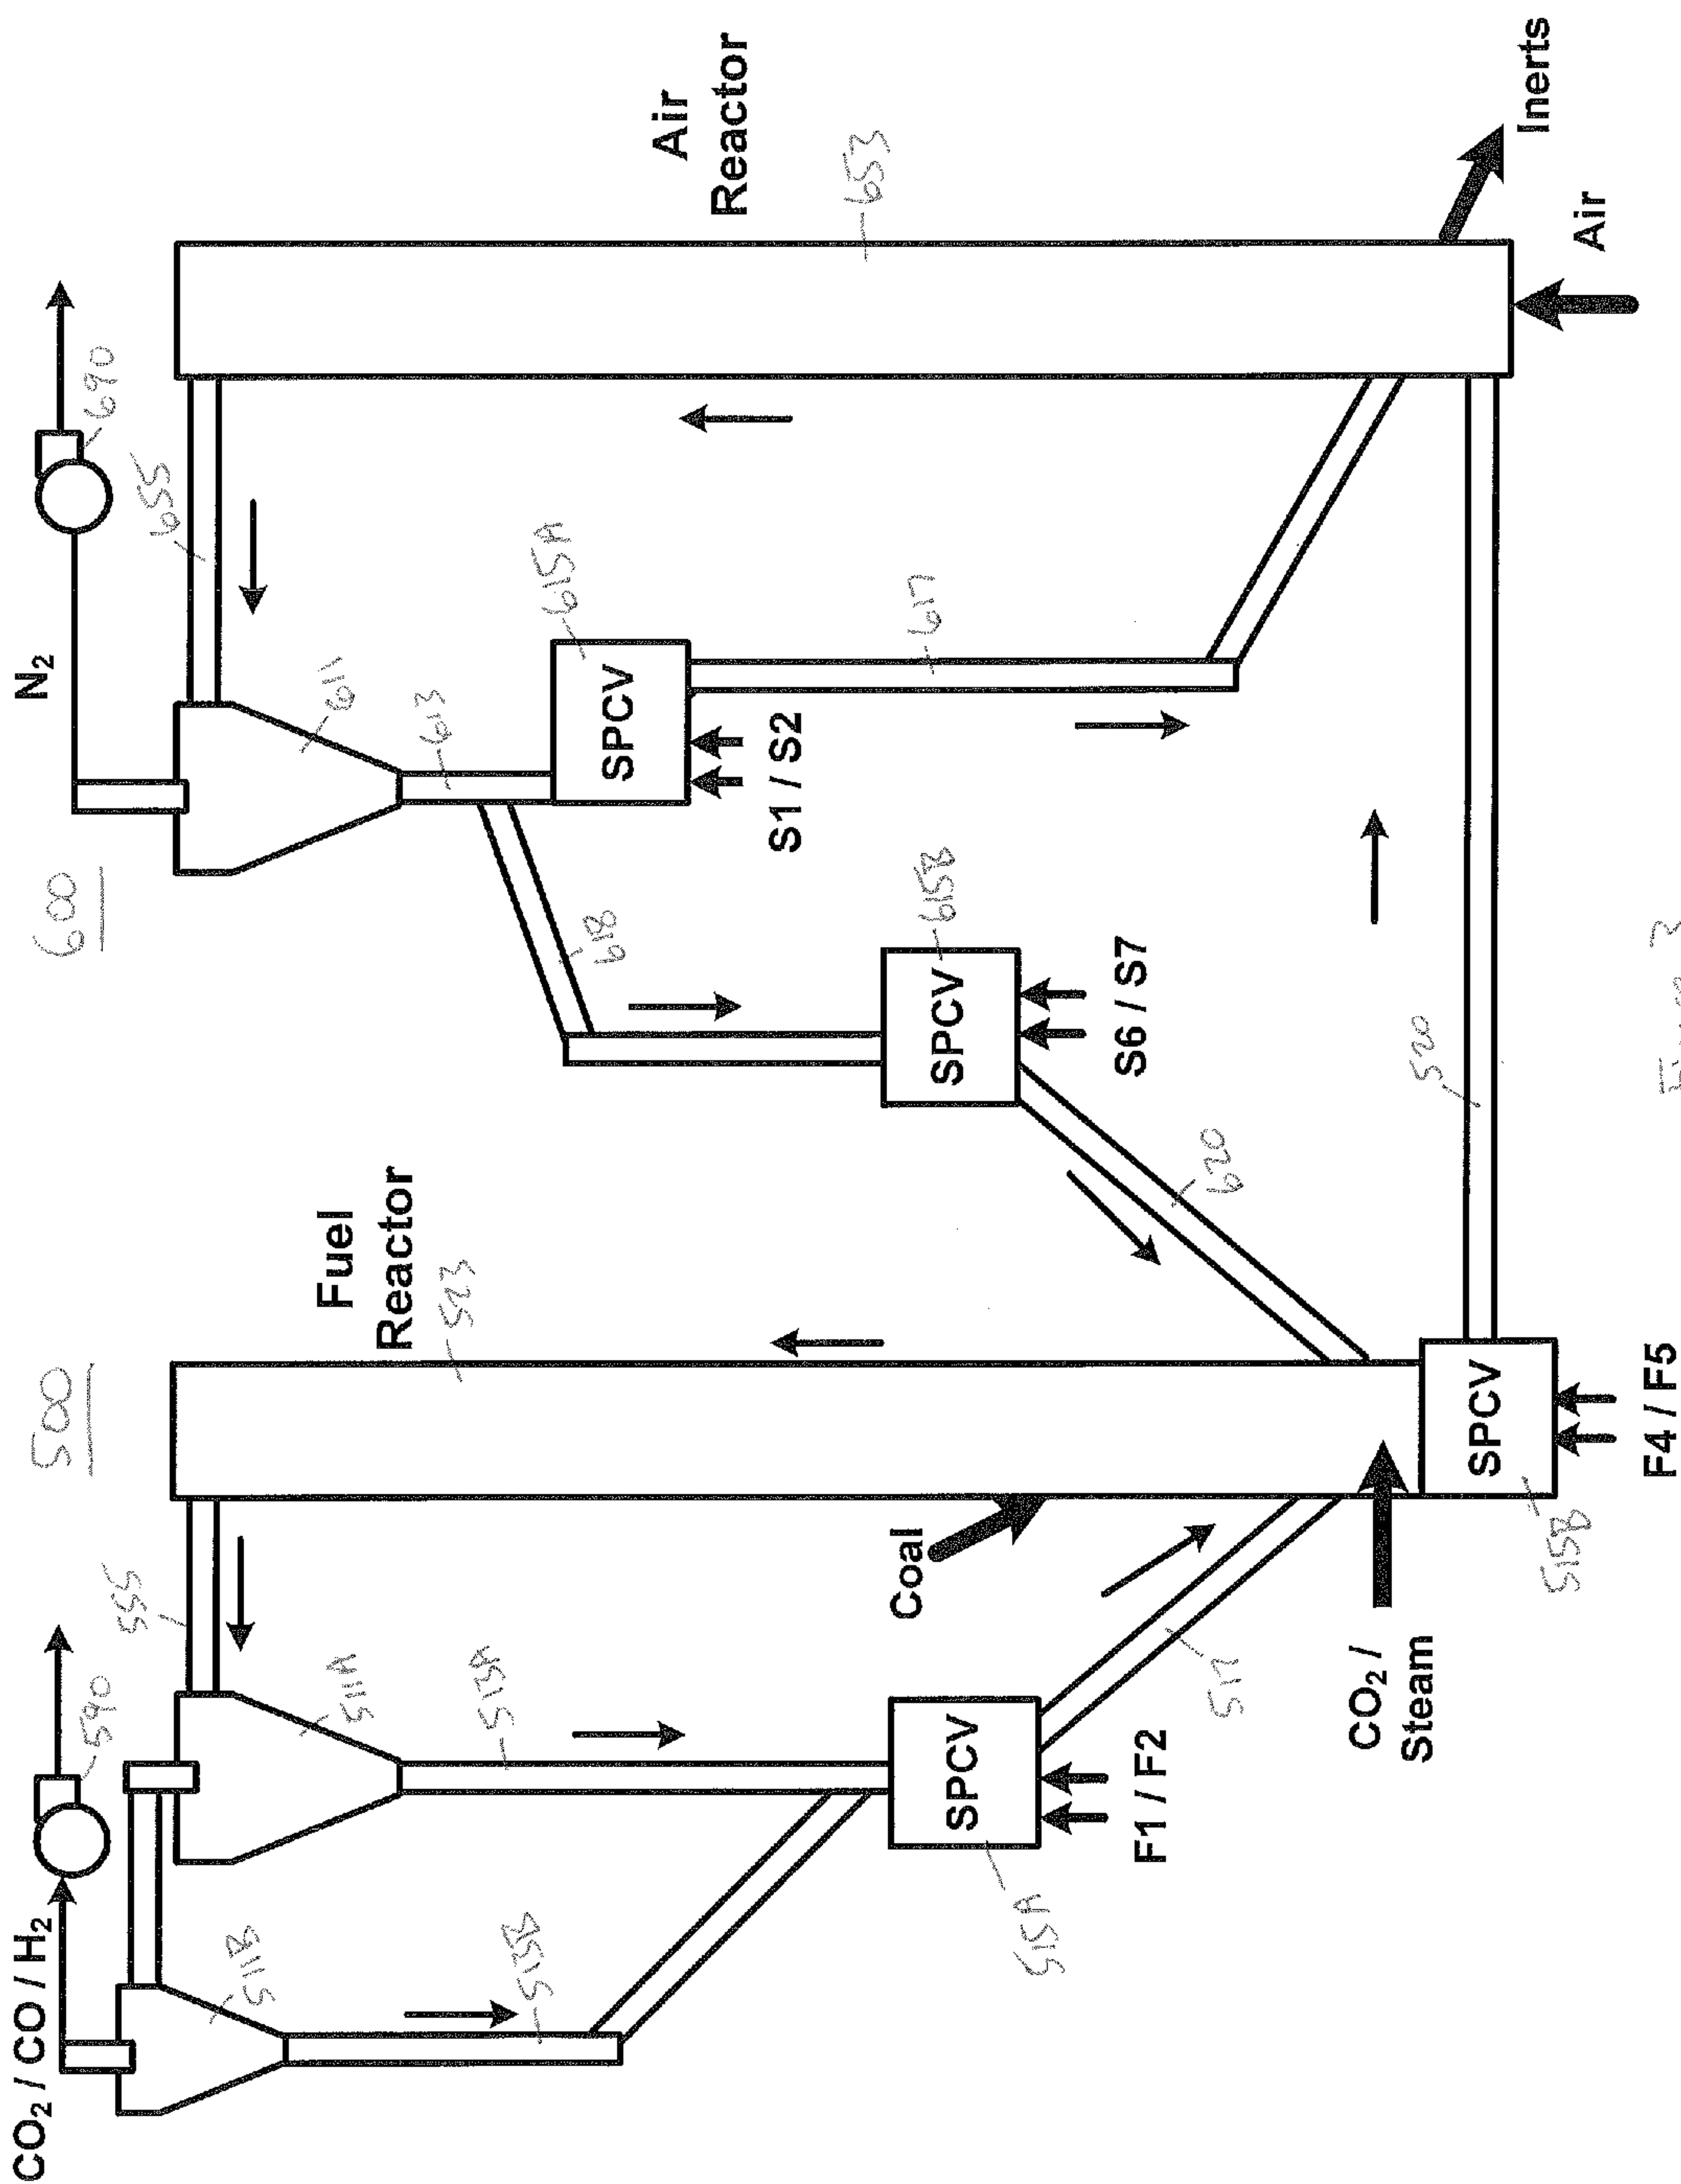 CO₂ / CO / H₂
590
500
N₂
690
600
511B
511A
555
611
655
513B
513A
Fuel
Reactor
523
613
618
SPCV
615A
S1 / S2
Air
Reactor
653
617
SPCV
615B
S6 / S7
SPCV
515A
F1 / F2
Coal
517
620
CO₂ /
Steam
520
SPCV
515B
F4 / F5
Air
Inerts
3